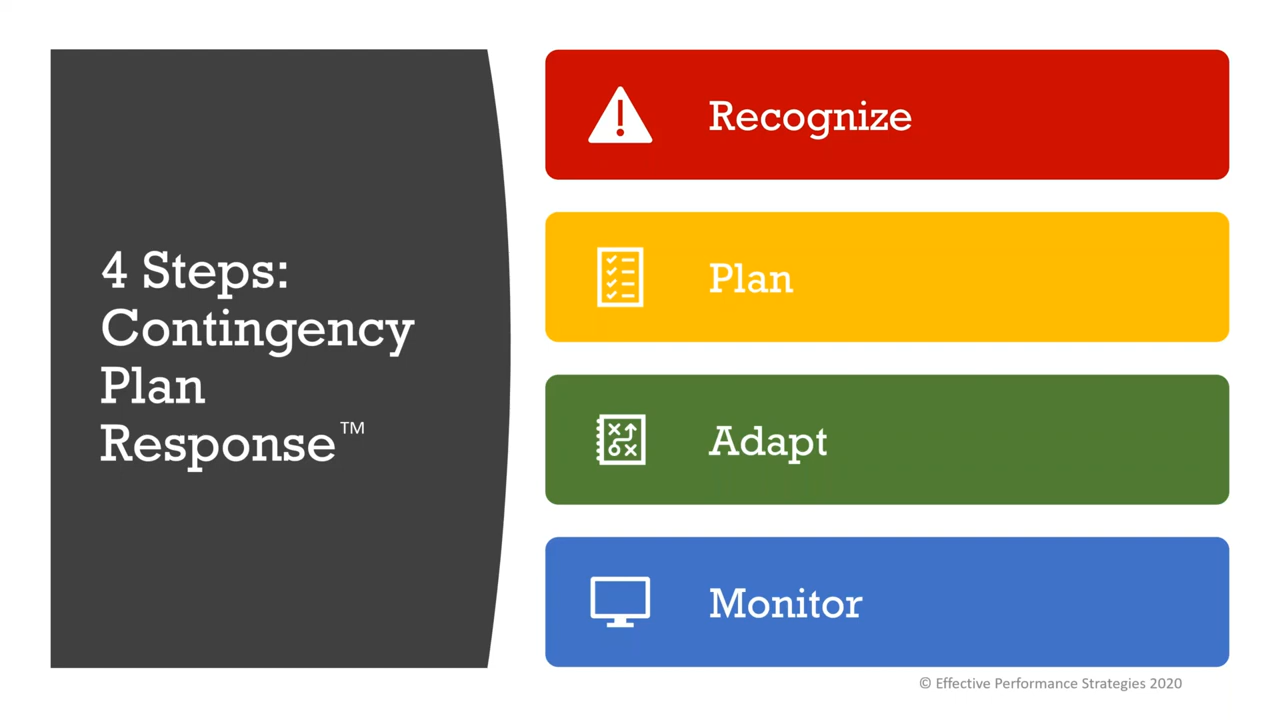 4 Steps:
Contingency
Plan
Response™
Recognize
Plan
Adapt
Monitor
© Effective Performance Strategies 2020